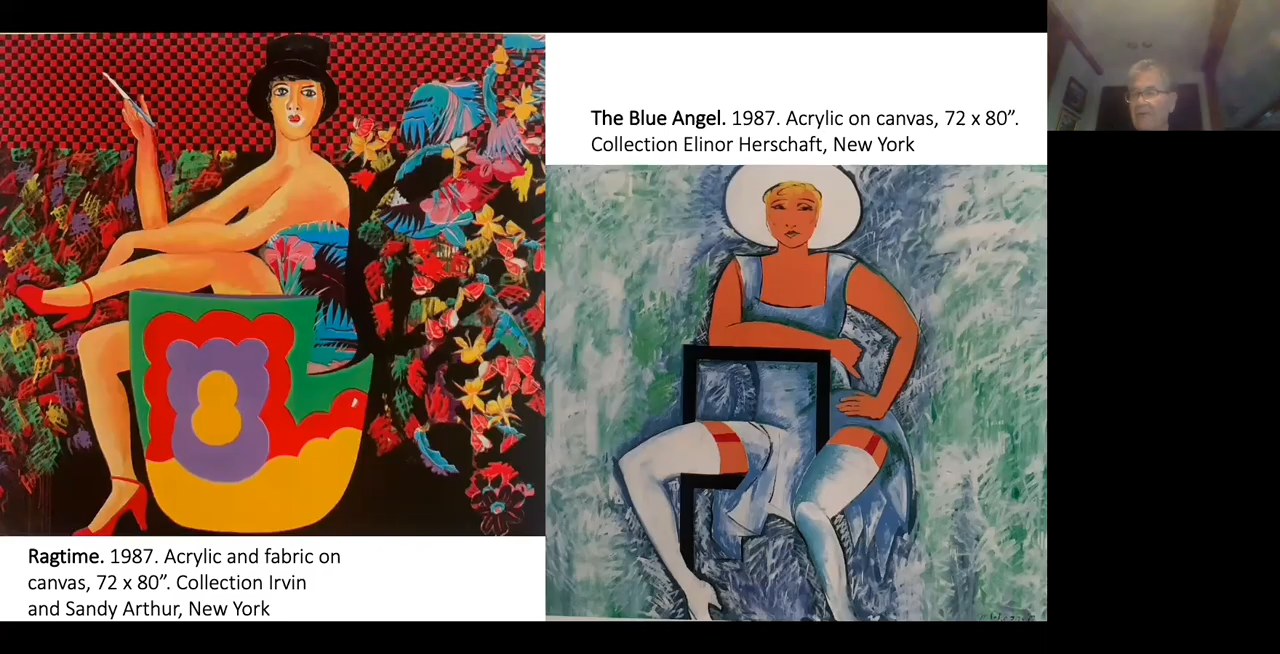 The Blue Angel. 1987. Acrylic on canvas, 72 x 80”.
Collection Elinor Herschaft, New York
Ragtime. 1987. Acrylic and fabric on
canvas, 72 x 80”. Collection Irvin
and Sandy Arthur, New York